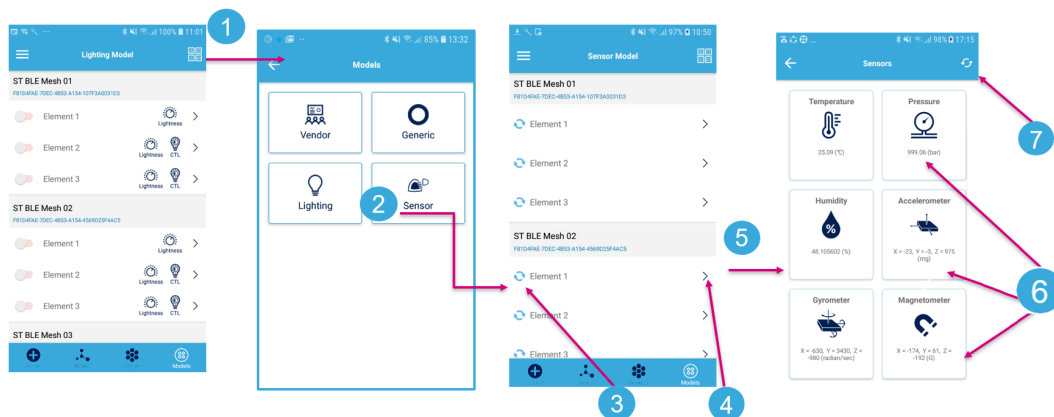 1
100% 11:01
Lighting Model
ST BLE Mesh 01
F81D4FAE-7DEC-4B53-A154-107F3A0031D3
Element 1
Lightness
Element 2
Lightness CTL
Element 3
Lightness CTL
ST BLE Mesh 02
F81D4FAE-7DEC-4B53-A154-4569D25F4AC5
Element 1
Lightness
Element 2
Lightness CTL
Element 3
Lightness CTL
ST BLE Mesh 03
Models
85% 13:32
Models
Vendor
Generic
Lighting
2
Sensor
97% 10:50
Sensor Model
ST BLE Mesh 01
F81D4FAE-7DEC-4B53-A154-107F3A0031D3
Element 1
Element 2
Element 3
ST BLE Mesh 02
F81D4FAE-7DEC-4B53-A154-4569D25F4AC5
Element 1
Element 2
Element 3
Models
3
4
5
98% 17:15
Sensors
7
Temperature
25.09 (°C)
Pressure
999.06 (bar)
Humidity
%
48.105602 (%)
Accelerometer
X = -23, Y = -3, Z = 975
(mg)
6
Gyrometer
X = -630, Y = 3430, Z =
-980 (radian/sec)
Magnetometer
X = -174, Y = 61, Z =
-192 (G)